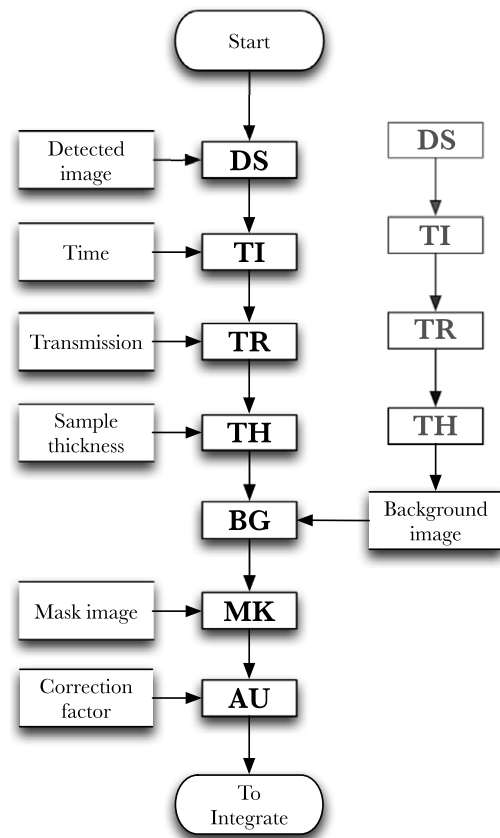 Start
Detected
image
DS
DS
Time
TI
TI
Transmission
TR
TR
Sample
thickness
TH
TH
BG
Background
image
Mask image
MK
Correction
factor
AU
To
Integrate